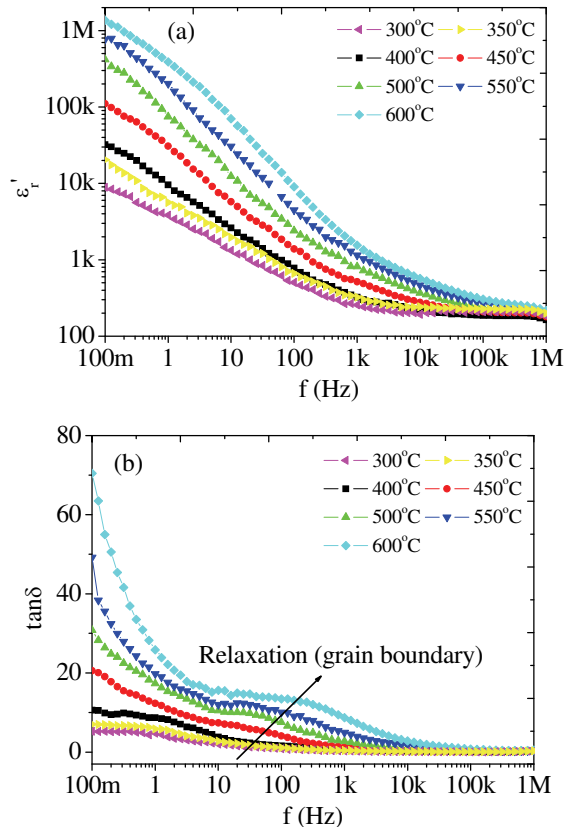 (a)
300°C 350°C
400°C 450°C
500°C 550°C
600°C
1M
100k
10k
1k
100
εr'
100m 1 10 100 1k 10k 100k 1M
f (Hz)
(b)
300°C 350°C
400°C 450°C
500°C 550°C
600°C
80
60
40
20
0
tanδ
Relaxation (grain boundary)
100m 1 10 100 1k 10k 100k 1M
f (Hz)